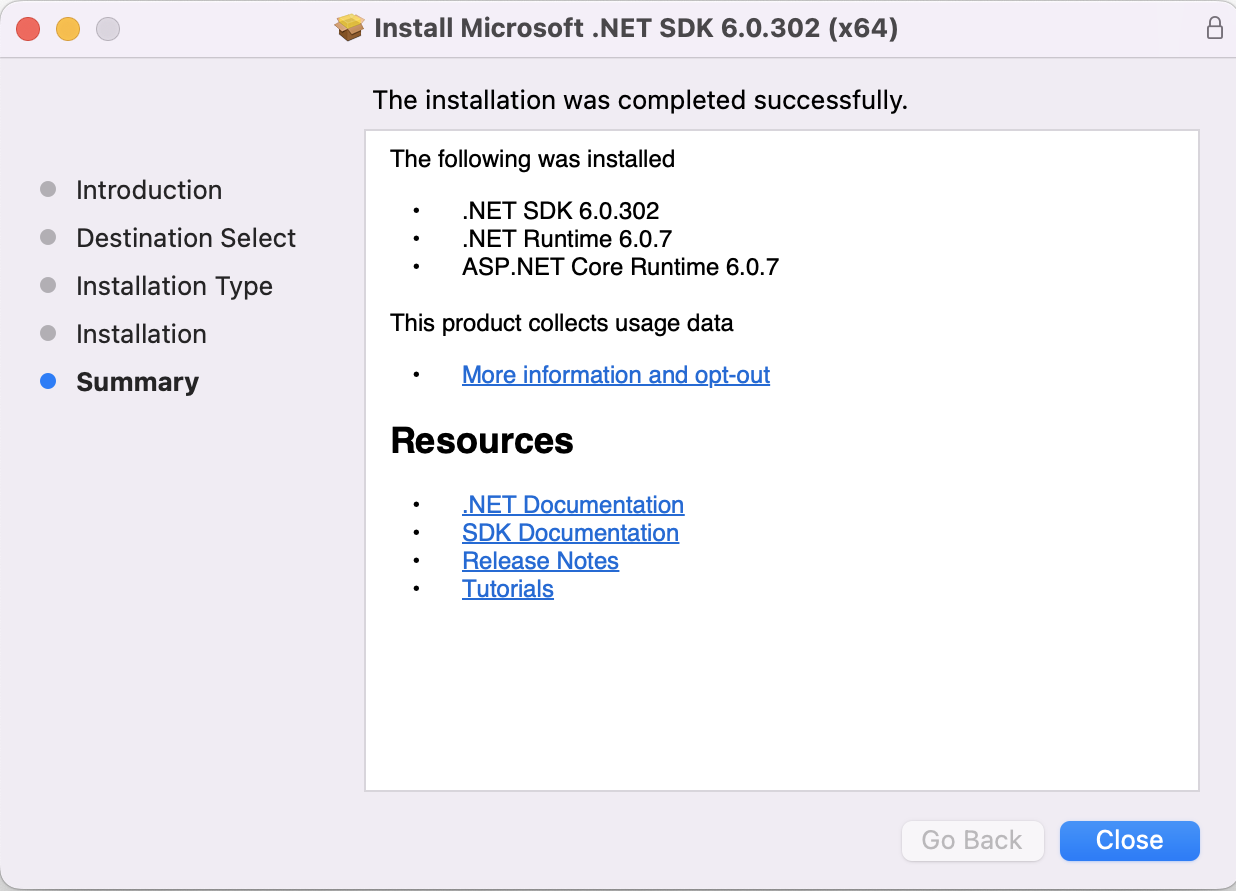 Install Microsoft .NET SDK 6.0.302 (x64)
The installation was completed successfully.
Introduction
Destination Select
Installation Type
Installation
Summary
The following was installed
• .NET SDK 6.0.302
• .NET Runtime 6.0.7
• ASP.NET Core Runtime 6.0.7
This product collects usage data
• More information and opt-out
Resources
• .NET Documentation
• SDK Documentation
• Release Notes
• Tutorials
Go Back
Close